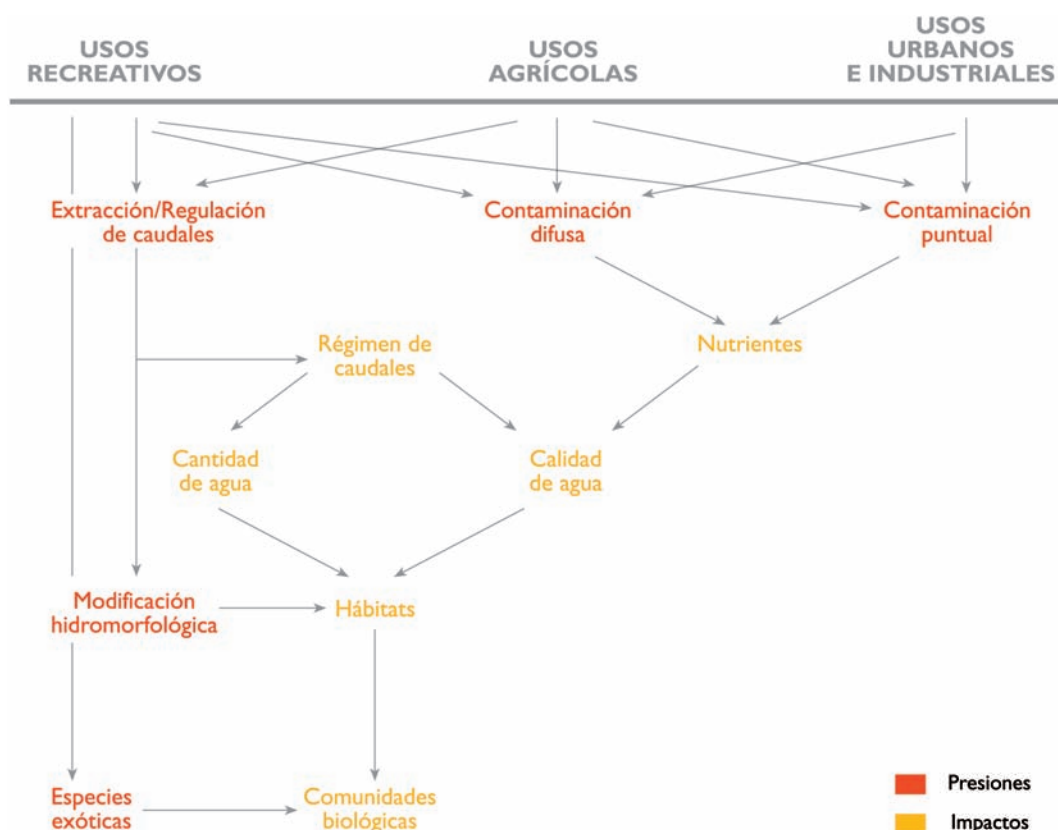 USOS
RECREATIVOS
USOS
AGRÍCOLAS
USOS
URBANOS
E INDUSTRIALES
Extracción/Regulación
de caudales
Contaminación
difusa
Contaminación
puntual
Régimen de
caudales
Nutrientes
Cantidad
de agua
Calidad
de agua
Modificación
hidromorfológica
Hábitats
Especies
exóticas
Comunidades
biológicas
Presiones
Impactos